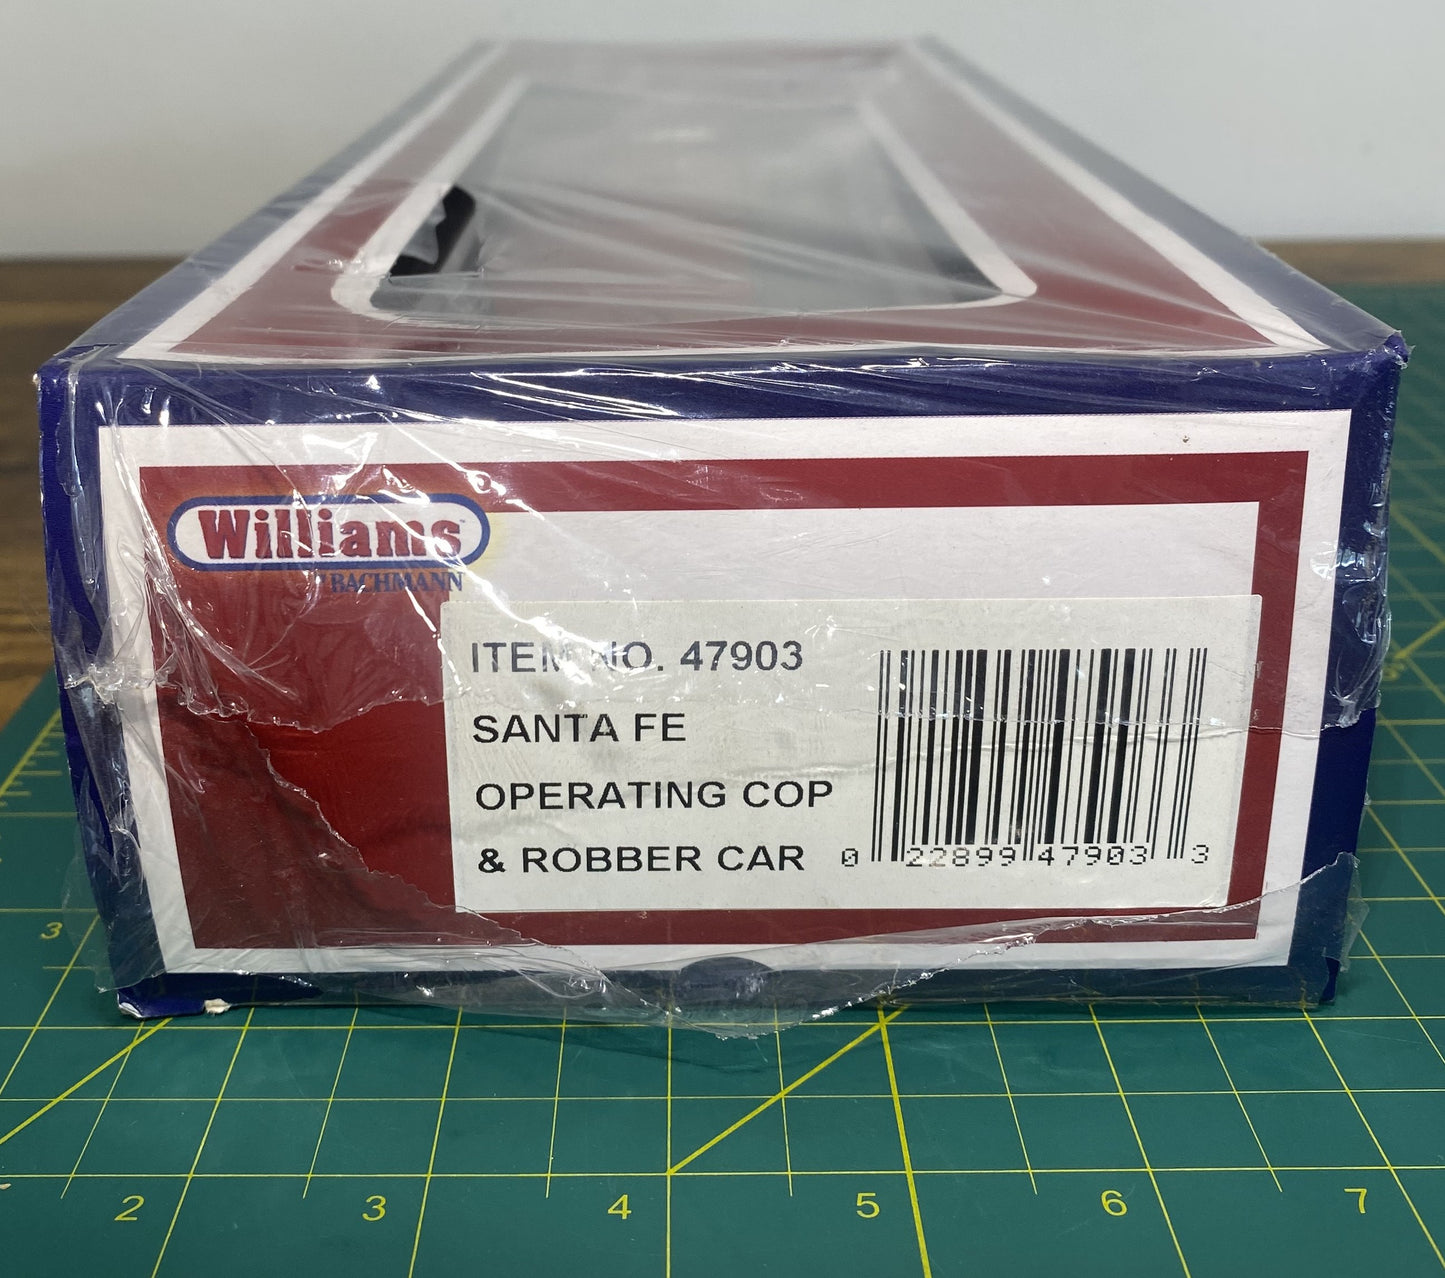 Williams
BACHMANN
ITEM NO. 47903
SANTA FE
OPERATING COP
& ROBBER CAR
0 22899 47903 3
3
2 3 4 5 6 7